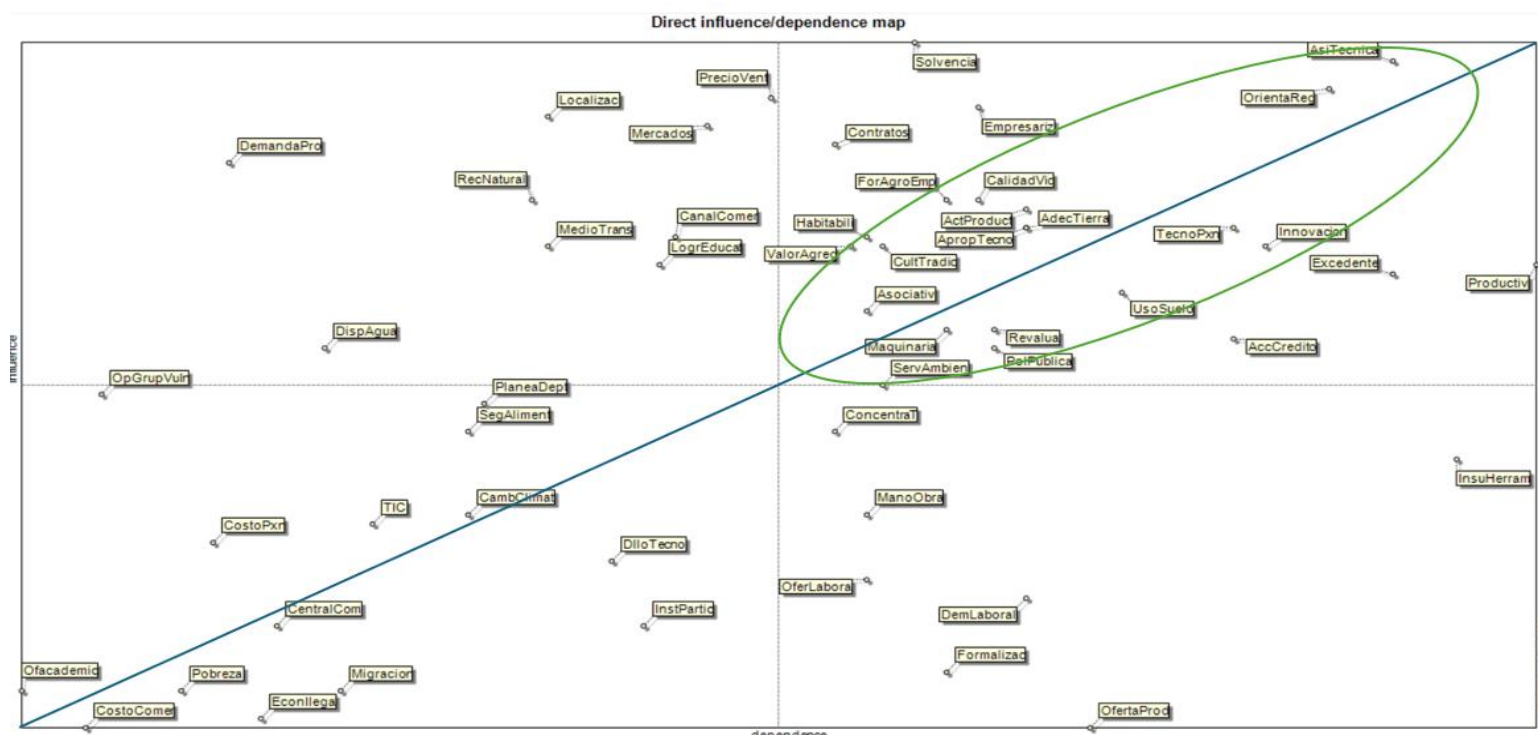 Direct influence/dependence map
AsiTecnica
Solvencia
PrecioVent
OrientaReg
Localizac
Empresariz
Mercados
Contratos
DemandaPro
RecNatural
ForAgroEmp
CalidadVid
CanalComer
Habitabili
ActProduct
AdecTierra
MedioTrans
TecnoPxn
Innovacion
ApropTecno
LogrEducat
ValorAgreg
CultTradic
Excedente
Productiv
Asociativ
UsoSuelo
DispAgua
Revalua
Maquinaria
AccCredito
influence
PolPublica
ServAmbien
OpGrupVuln
PlaneaDept
SegAliment
ConcentraT
InsuHerram
CambClimat
ManoObra
TIC
CostoPxn
DlloTecno
OferLabora
CentralCom
InstPartic
DemLaboral
Formalizac
Ofacademic
Pobreza
Migracion
EconIlega
CostoComer
OfertaProd
dependence